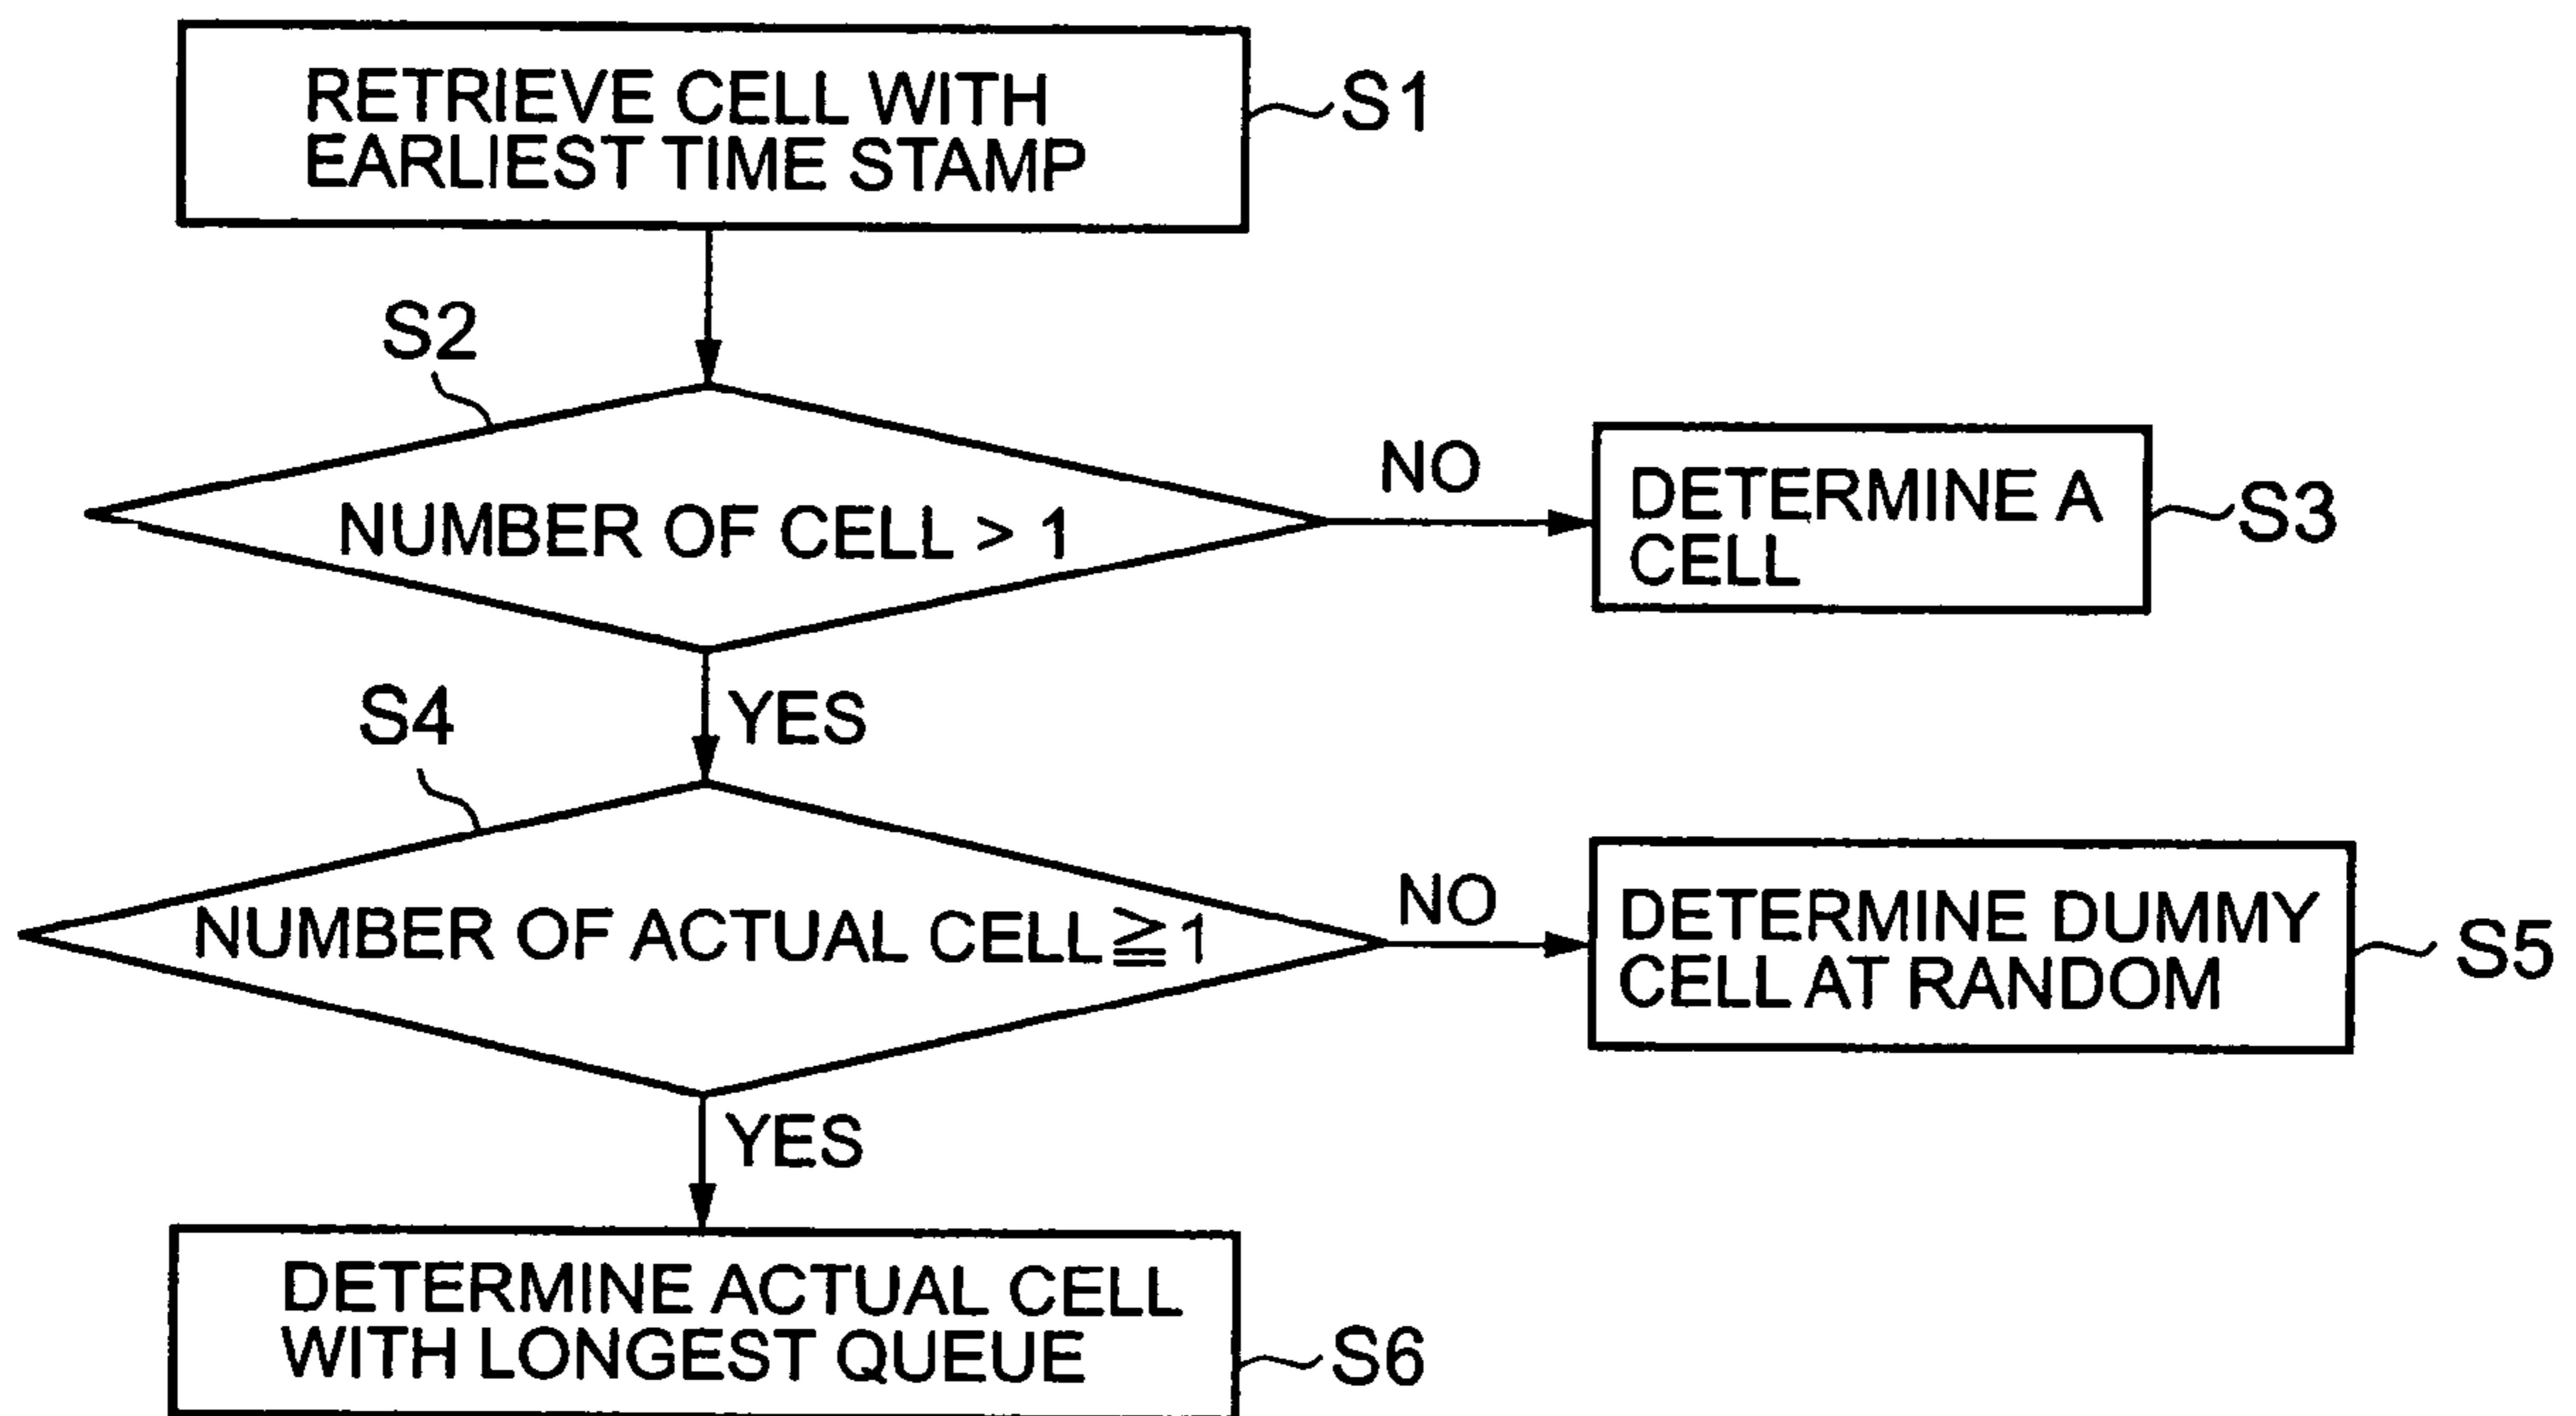 RETRIEVE CELL WITH
EARLIEST TIME STAMP
S1
S2
NUMBER OF CELL > 1
NO
DETERMINE A
CELL
S3
YES
S4
NUMBER OF ACTUAL CELL ≧ 1
NO
DETERMINE DUMMY
CELL AT RANDOM
S5
YES
DETERMINE ACTUAL CELL
WITH LONGEST QUEUE
S6